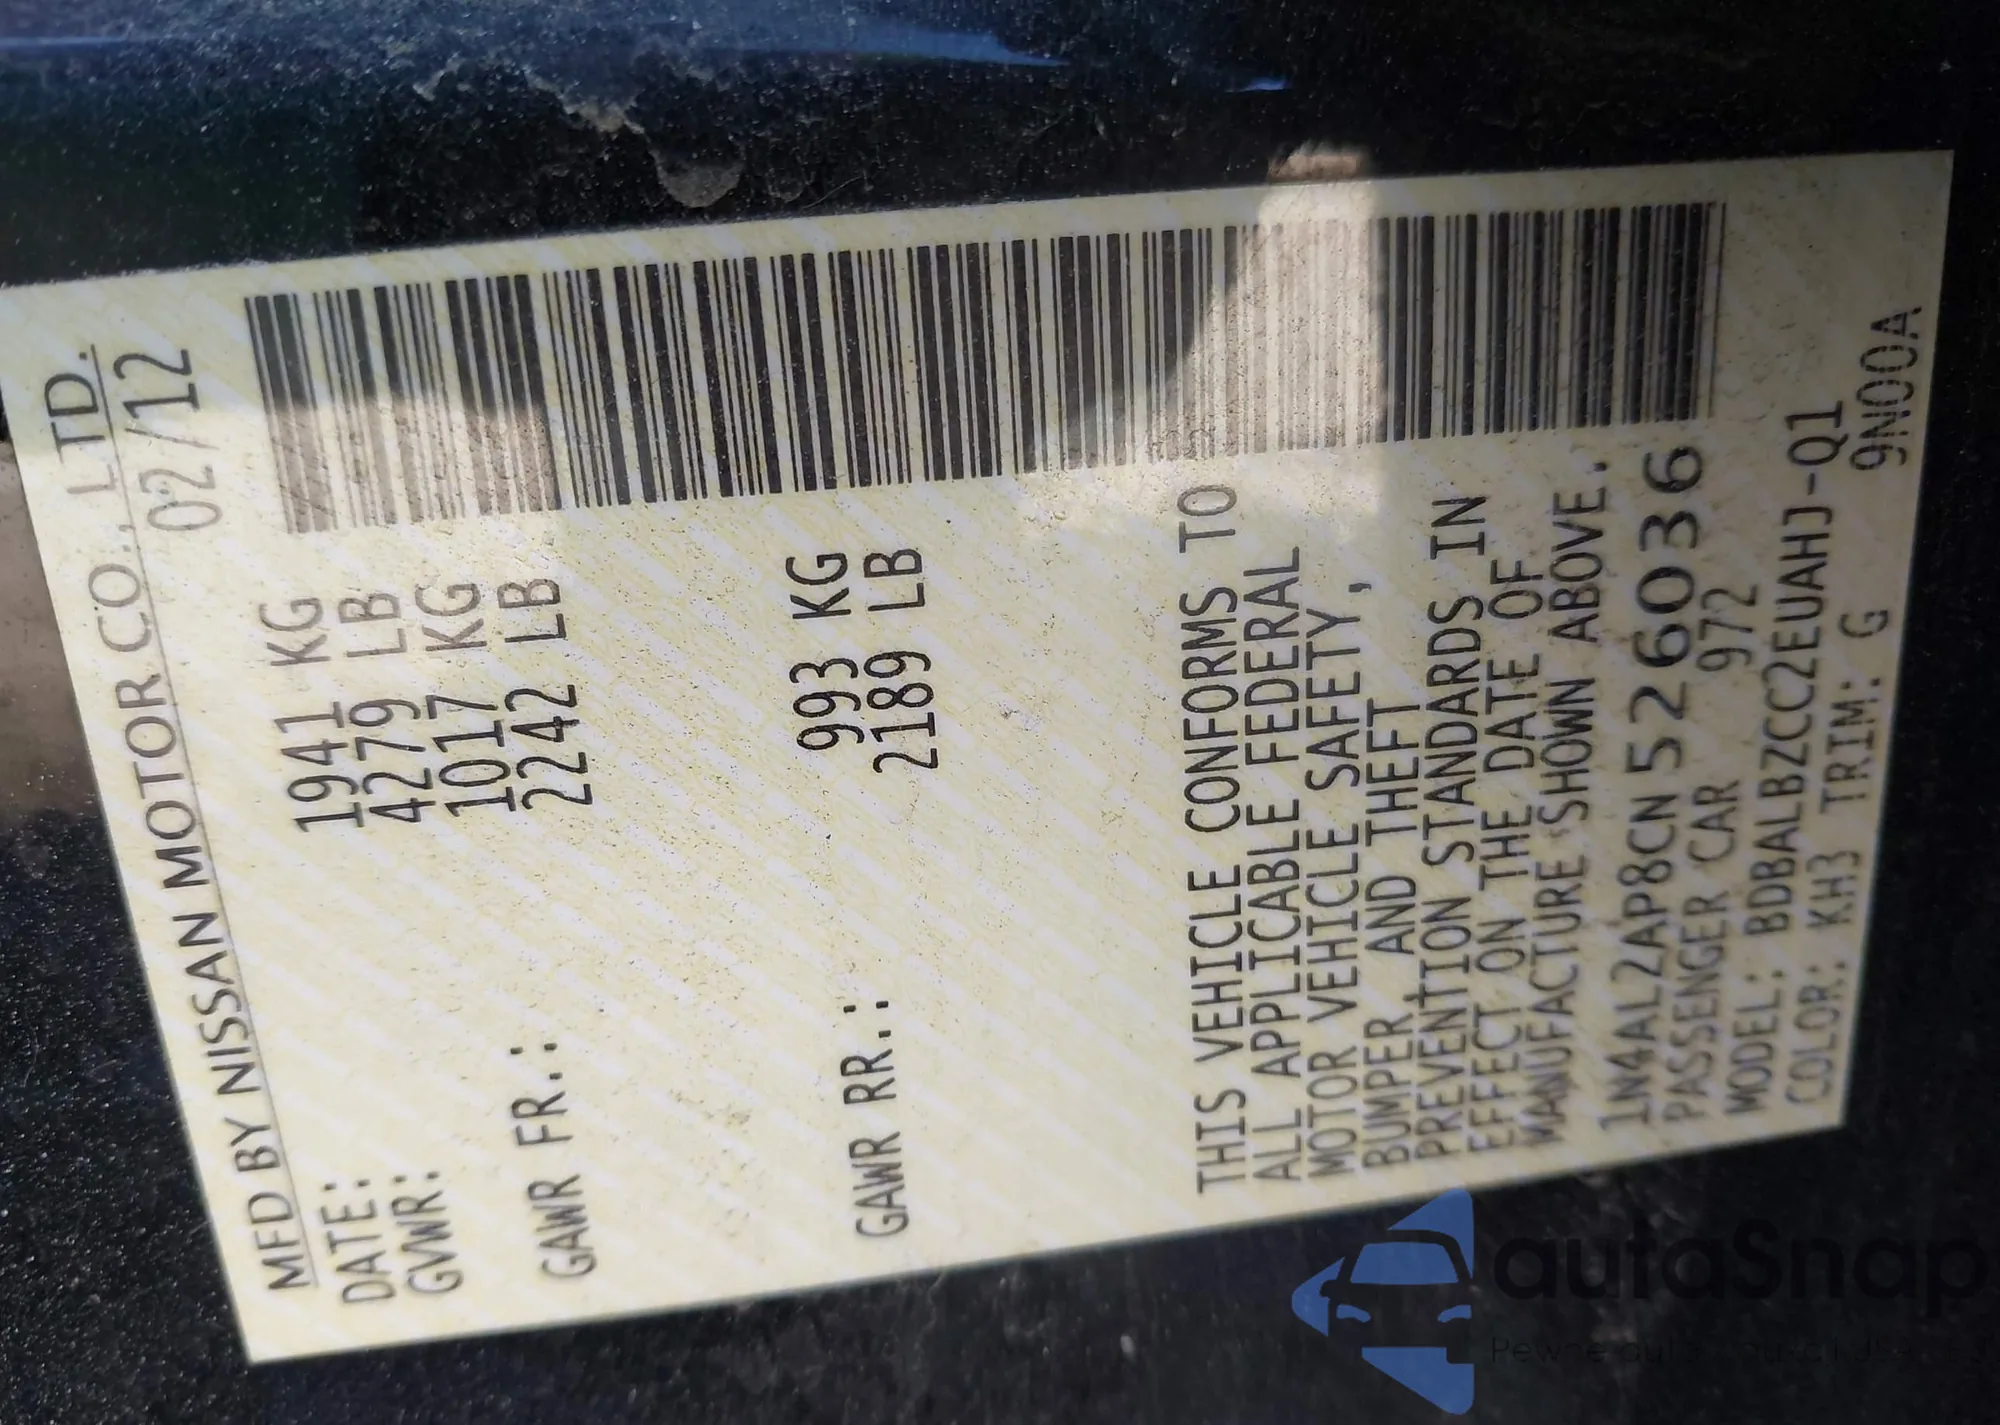 MFD BY NISSAN MOTOR CO., LTD.
DATE: 02/12
GVWR: 1941 KG
4279 LB
GAWR FR.: 1017 KG
2242 LB
GAWR RR.: 993 KG
2189 LB
THIS VEHICLE CONFORMS TO
ALL APPLICABLE FEDERAL
MOTOR VEHICLE SAFETY,
BUMPER AND THEFT
PREVENTION STANDARDS IN
EFFECT ON THE DATE OF
MANUFACTURE SHOWN ABOVE.
1N4AL2AP8CN526036
PASSENGER CAR 972
MODEL: BDBALBZCC2EUAHJ-Q1
COLOR: KH3 TRIM: G 9N00A
autaSnap
Pewne